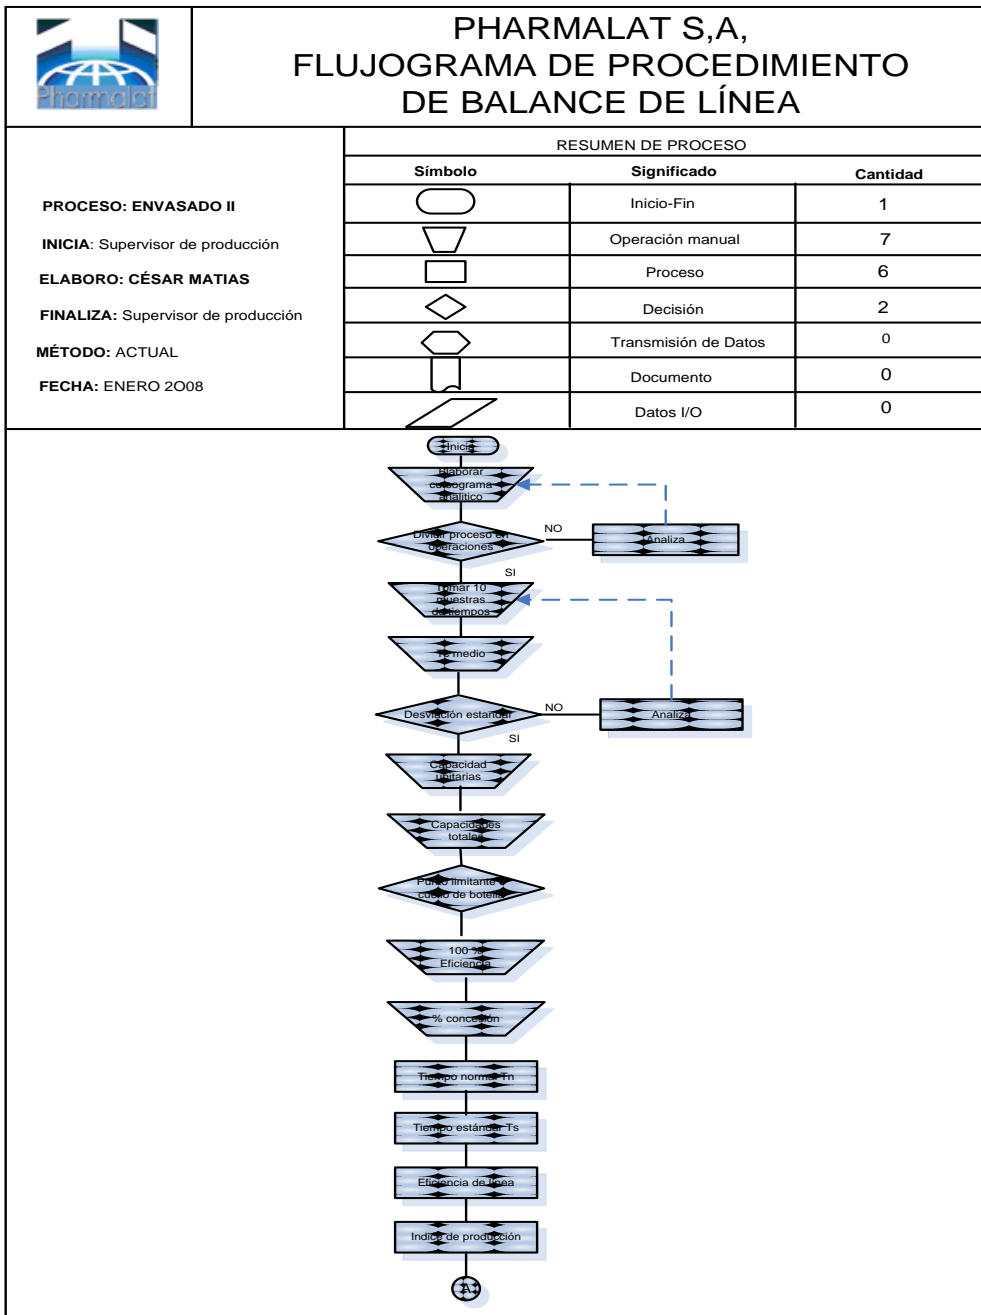 Pharmalat
PHARMALAT S,A,
FLUJOGRAMA DE PROCEDIMIENTO
DE BALANCE DE LÍNEA
RESUMEN DE PROCESO
Símbolo Significado Cantidad
PROCESO: ENVASADO II
INICIA: Supervisor de producción
ELABORO: CÉSAR MATIAS
FINALIZA: Supervisor de producción
MÉTODO: ACTUAL
FECHA: ENERO 2O08
Inicio-Fin 1
Operación manual 7
Proceso 6
Decisión 2
Transmisión de Datos 0
Documento 0
Datos I/O 0
Inicio
Elaborar
cursograma
analítico
Dividir proceso en
operaciones
NO
Analiza
SI
Tomar 10
muestras
de tiempos
Tc medio
Desviación estandar
NO
Analiza
SI
Capacidad
unitarias
Capacidades
totales
Punto limitante
cuello de botella
100 %
Eficiencia
% concesión
Tiempo normal Tn
Tiempo estándar Ts
Eficiencia de línea
Indice de producción
A